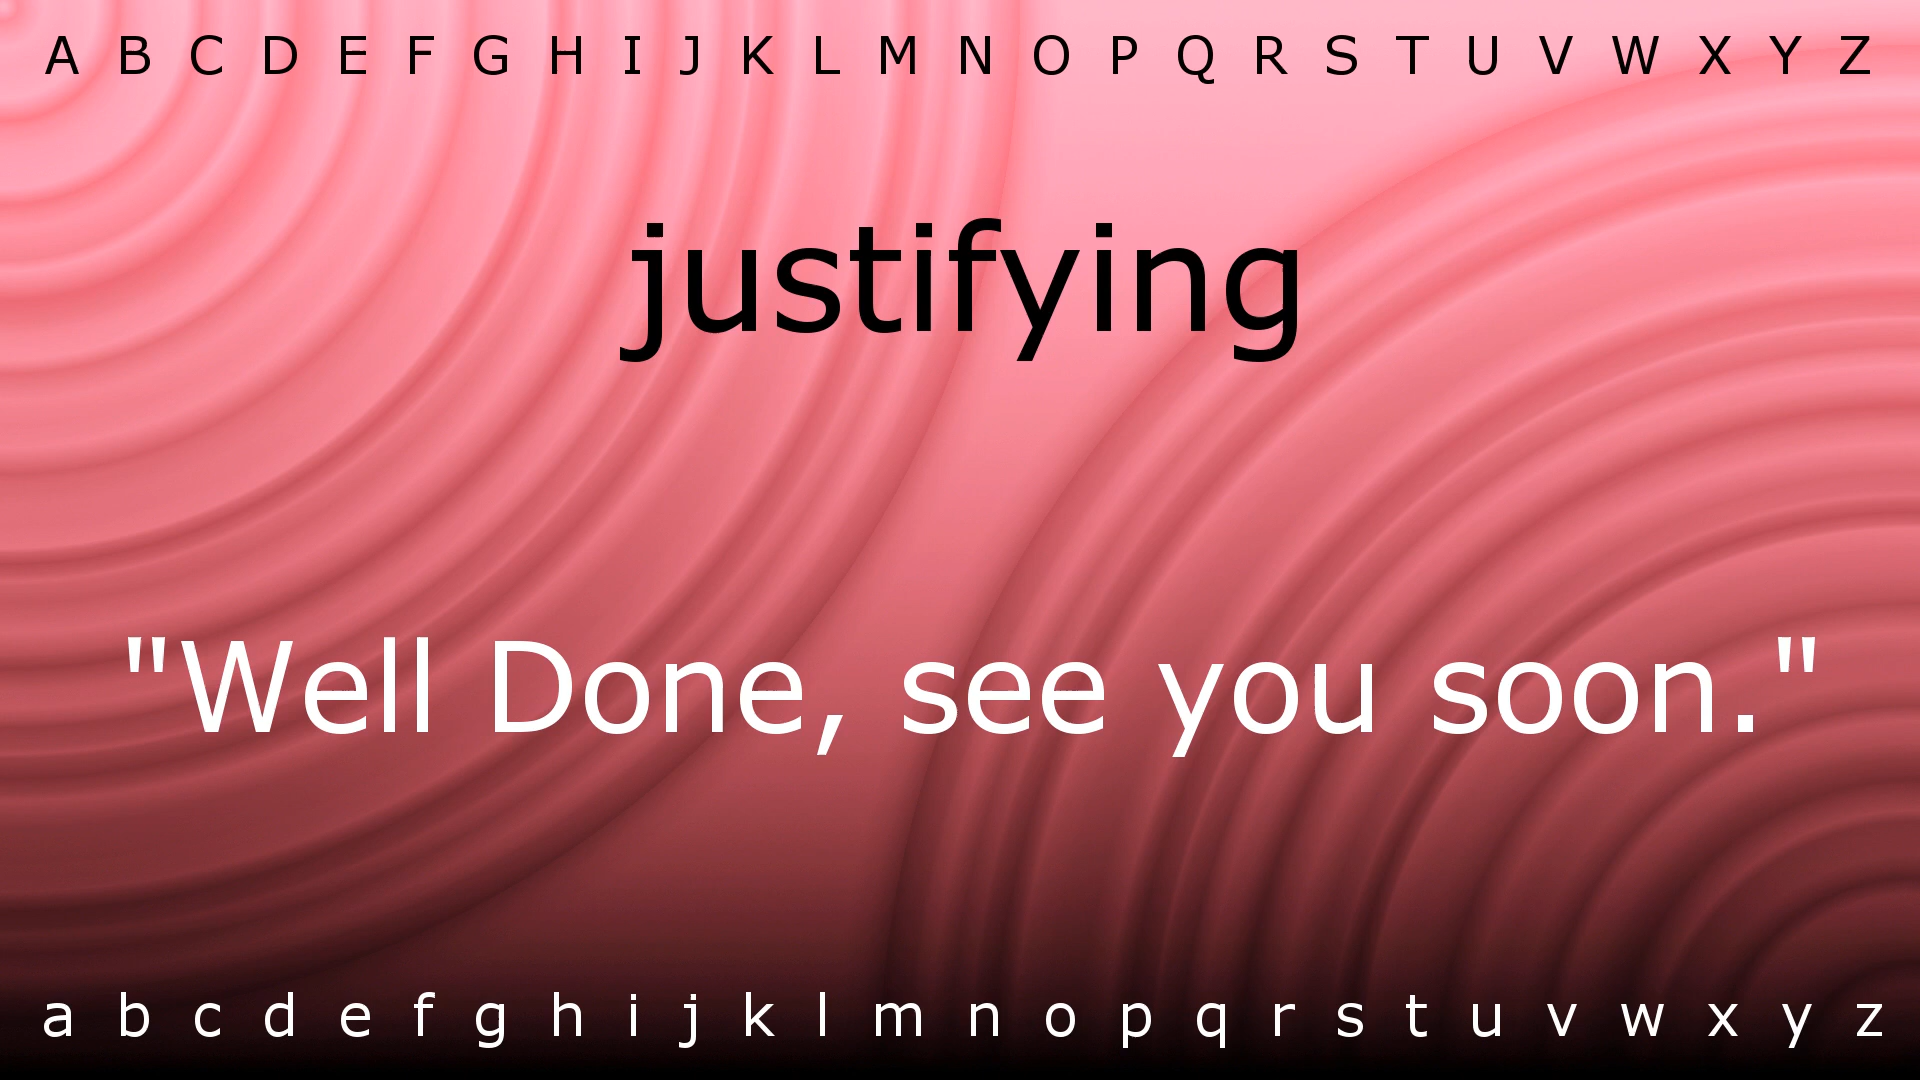 A B C D E F G H I J K L M N O P Q R S T U V W X Y Z
justifying
"Well Done, see you soon."
a b c d e f g h i j k l m n o p q r s t u v w x y z